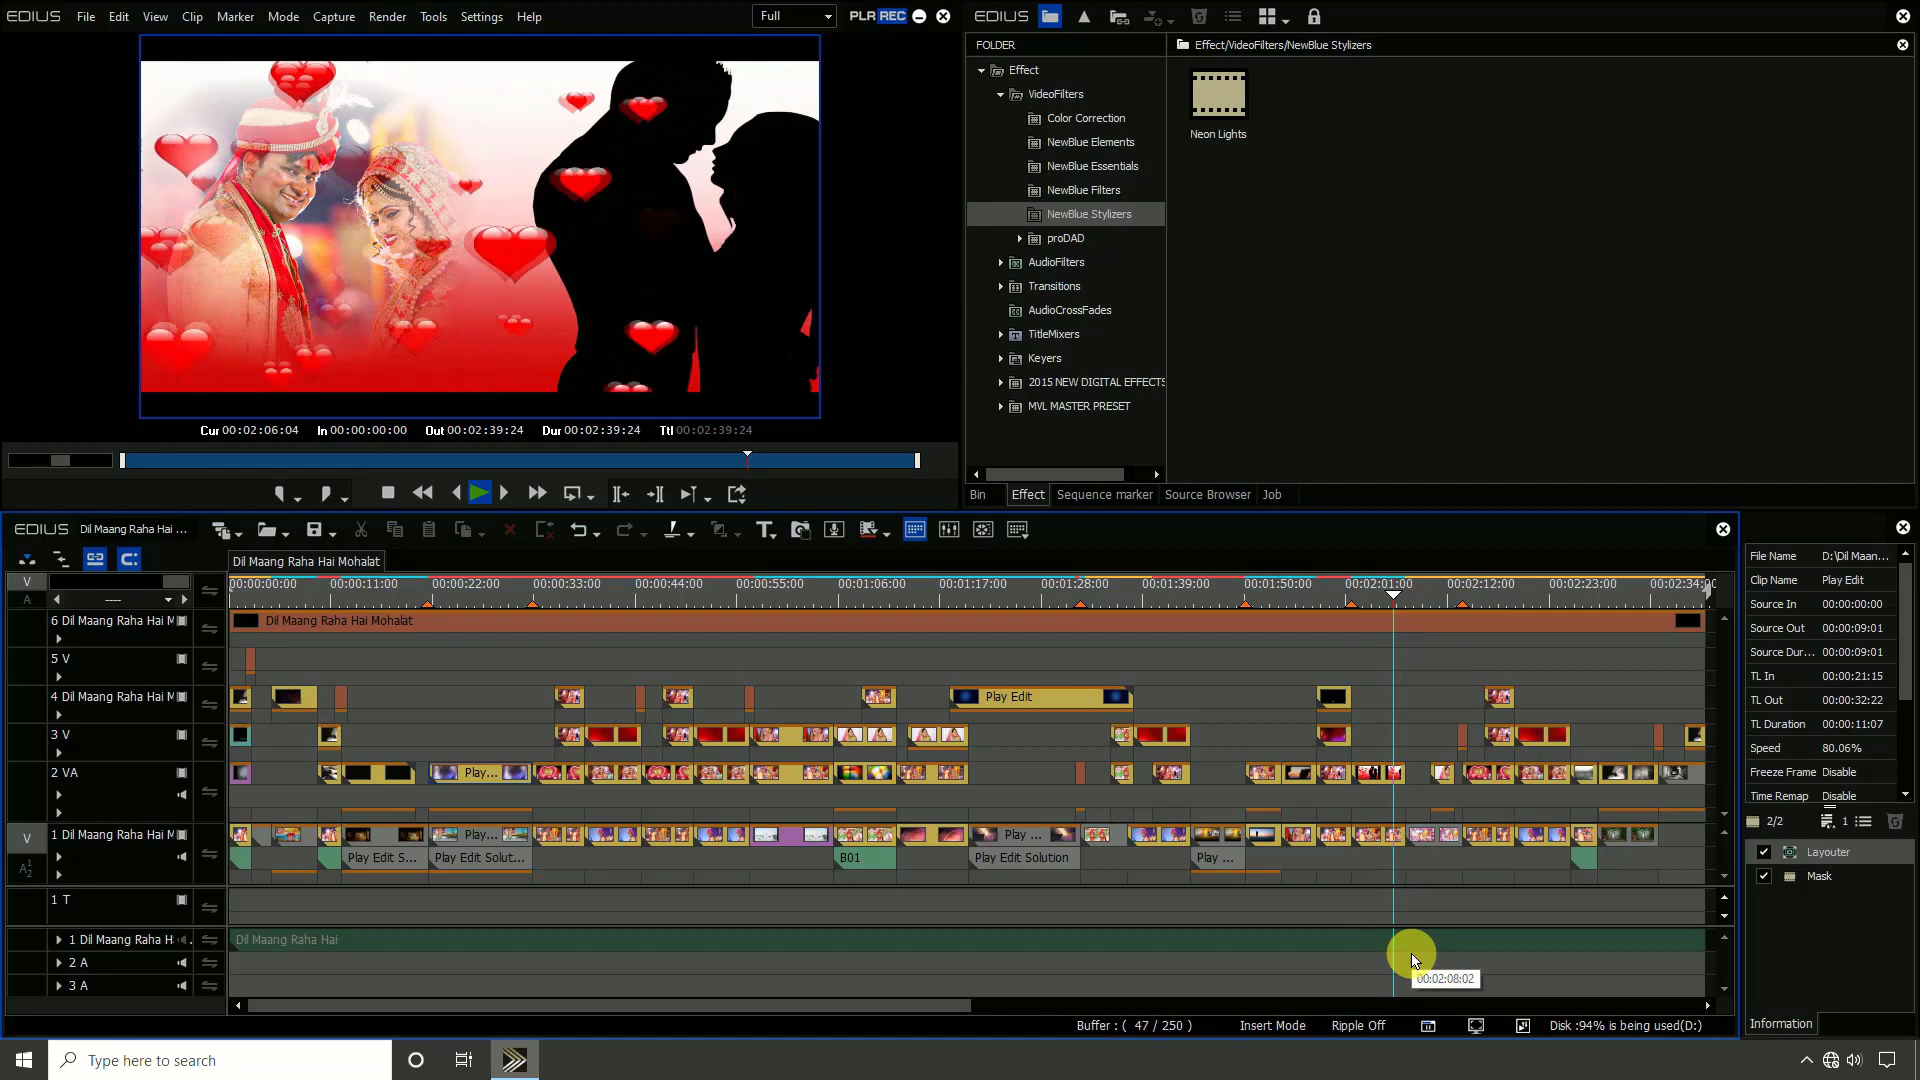 EDIUS File Edit View Clip Marker Mode Capture Render Tools Settings Help Full PLR REC
EDIUS
FOLDER
Effect/VideoFilters/NewBlue Stylizers
Effect
VideoFilters
Color Correction
NewBlue Elements
NewBlue Essentials
NewBlue Filters
NewBlue Stylizers
proDAD
AudioFilters
Transitions
AudioCrossFades
TitleMixers
Keyers
2015 NEW DIGITAL EFFECTS
MVL MASTER PRESET
Neon Lights
Cur 00:02:06:04 In 00:00:00:00 Out 00:02:39:24 Dur 00:02:39:24 Ttl 00:02:39:24
Bin Effect Sequence marker Source Browser Job
EDIUS Dil Maang Raha Hai ...
Dil Maang Raha Hai Mohalat
V
A
----
00:00:00:00 00:00:11:00 00:00:22:00 00:00:33:00 00:00:44:00 00:00:55:00 00:01:06:00 00:01:17:00 00:01:28:00 00:01:39:00 00:01:50:00 00:02:01:00 00:02:12:00 00:02:23:00 00:02:34:00
6 Dil Maang Raha Hai M
Dil Maang Raha Hai Mohalat
5 V
4 Dil Maang Raha Hai M
Play Edit
3 V
2 VA
Play...
V
1 Dil Maang Raha Hai M
Play... Play ...
A12
Play Edit S... Play Edit Solut... B01 Play Edit Solution Play ...
1 T
1 Dil Maang Raha H
Dil Maang Raha Hai
2 A
3 A
00:02:08:02
Buffer : ( 47 / 250 ) Insert Mode Ripple Off Disk :94% is being used(D:)
File Name D:\Dil Maan...
Clip Name Play Edit
Source In 00:00:00:00
Source Out 00:00:09:01
Source Dur... 00:00:09:01
TL In 00:00:21:15
TL Out 00:00:32:22
TL Duration 00:00:11:07
Speed 80.06%
Freeze Frame Disable
Time Remap Disable
2/2 1
Layouter
Mask
Information
Type here to search